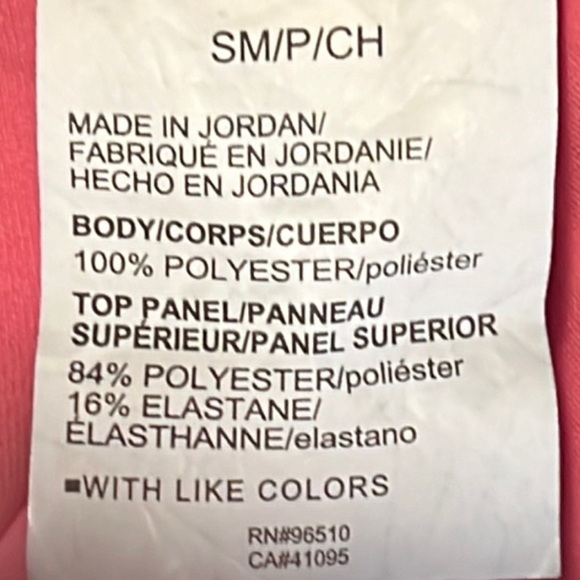 SM/P/CH
MADE IN JORDAN/
FABRIQUÉ EN JORDANIE/
HECHO EN JORDANIA
BODY/CORPS/CUERPO
100% POLYESTER/poliéster
TOP PANEL/PANNEAU
SUPÉRIEUR/PANEL SUPERIOR
84% POLYESTER/poliéster
16% ELASTANE/
ÉLASTHANNE/elastano
■WITH LIKE COLORS
RN#96510
CA#41095